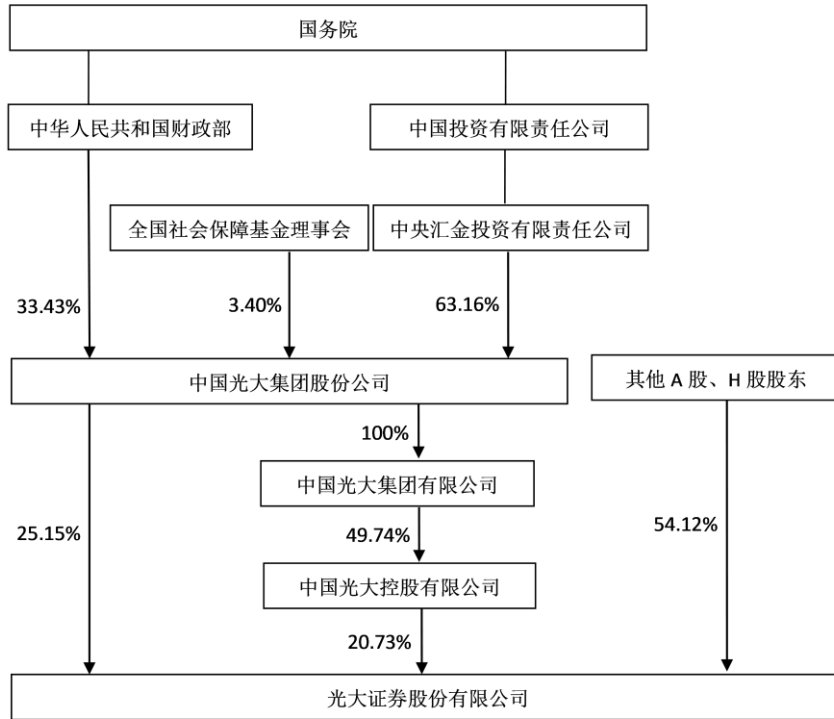 国务院
中华人民共和国财政部
中国投资有限责任公司
全国社会保障基金理事会
中央汇金投资有限责任公司
33.43%
3.40%
63.16%
中国光大集团股份公司
其他 A 股、H 股股东
100%
中国光大集团有限公司
25.15%
49.74%
54.12%
中国光大控股有限公司
20.73%
光大证券股份有限公司